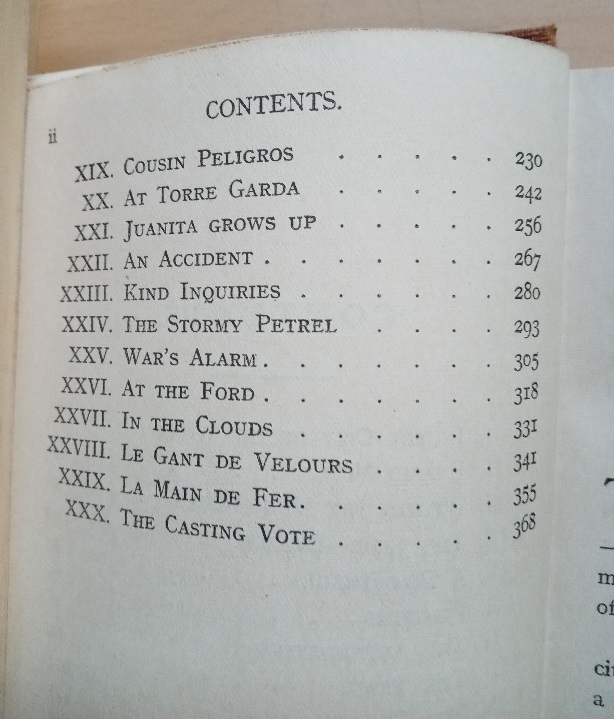 CONTENTS.
ii
XIX. COUSIN PELIGROS . . . . . 230
XX. AT TORRE GARDA . . . . . 242
XXI. JUANITA GROWS UP . . . . . 256
XXII. AN ACCIDENT . . . . . . . 267
XXIII. KIND INQUIRIES . . . . . . 280
XXIV. THE STORMY PETREL . . . . 293
XXV. WAR'S ALARM . . . . . . . 305
XXVI. AT THE FORD . . . . . . . 318
XXVII. IN THE CLOUDS . . . . . . 331
XXVIII. LE GANT DE VELOURS . . . . 341
XXIX. LA MAIN DE FER . . . . . . 355
XXX. THE CASTING VOTE . . . . . 368
m
of
a